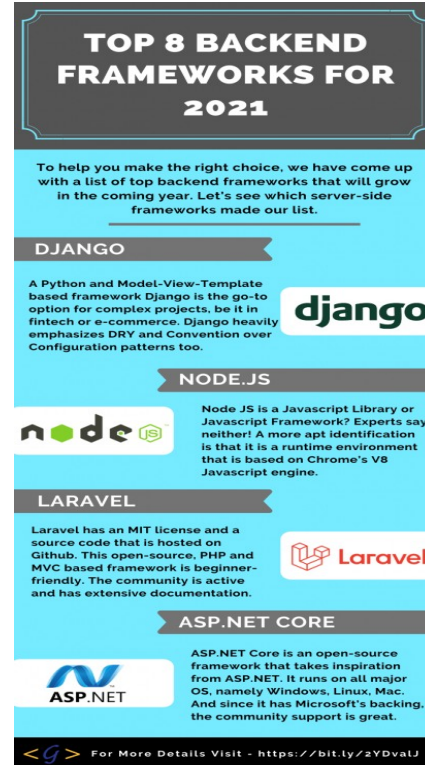 TOP 8 BACKEND
FRAMEWORKS FOR
2021
To help you make the right choice, we have come up
with a list of top backend frameworks that will grow
in the coming year. Let's see which server-side
frameworks made our list.
DJANGO
A Python and Model-View-Template
based framework Django is the go-to
option for complex projects, be it in
fintech or e-commerce. Django heavily
emphasizes DRY and Convention over
Configuration patterns too.
django
NODE.JS
node JS
Node JS is a Javascript Library or
Javascript Framework? Experts say
neither! A more apt identification
is that it is a runtime environment
that is based on Chrome's V8
Javascript engine.
LARAVEL
Laravel has an MIT license and a
source code that is hosted on
Github. This open-source, PHP and
MVC based framework is beginner-
friendly. The community is active
and has extensive documentation.
Laravel
ASP.NET CORE
ASP.NET
ASP.NET Core is an open-source
framework that takes inspiration
from ASP.NET. It runs on all major
OS, namely Windows, Linux, Mac.
And since it has Microsoft's backing,
the community support is great.
<G> For More Details Visit - https://bit.ly/2YDvalJ